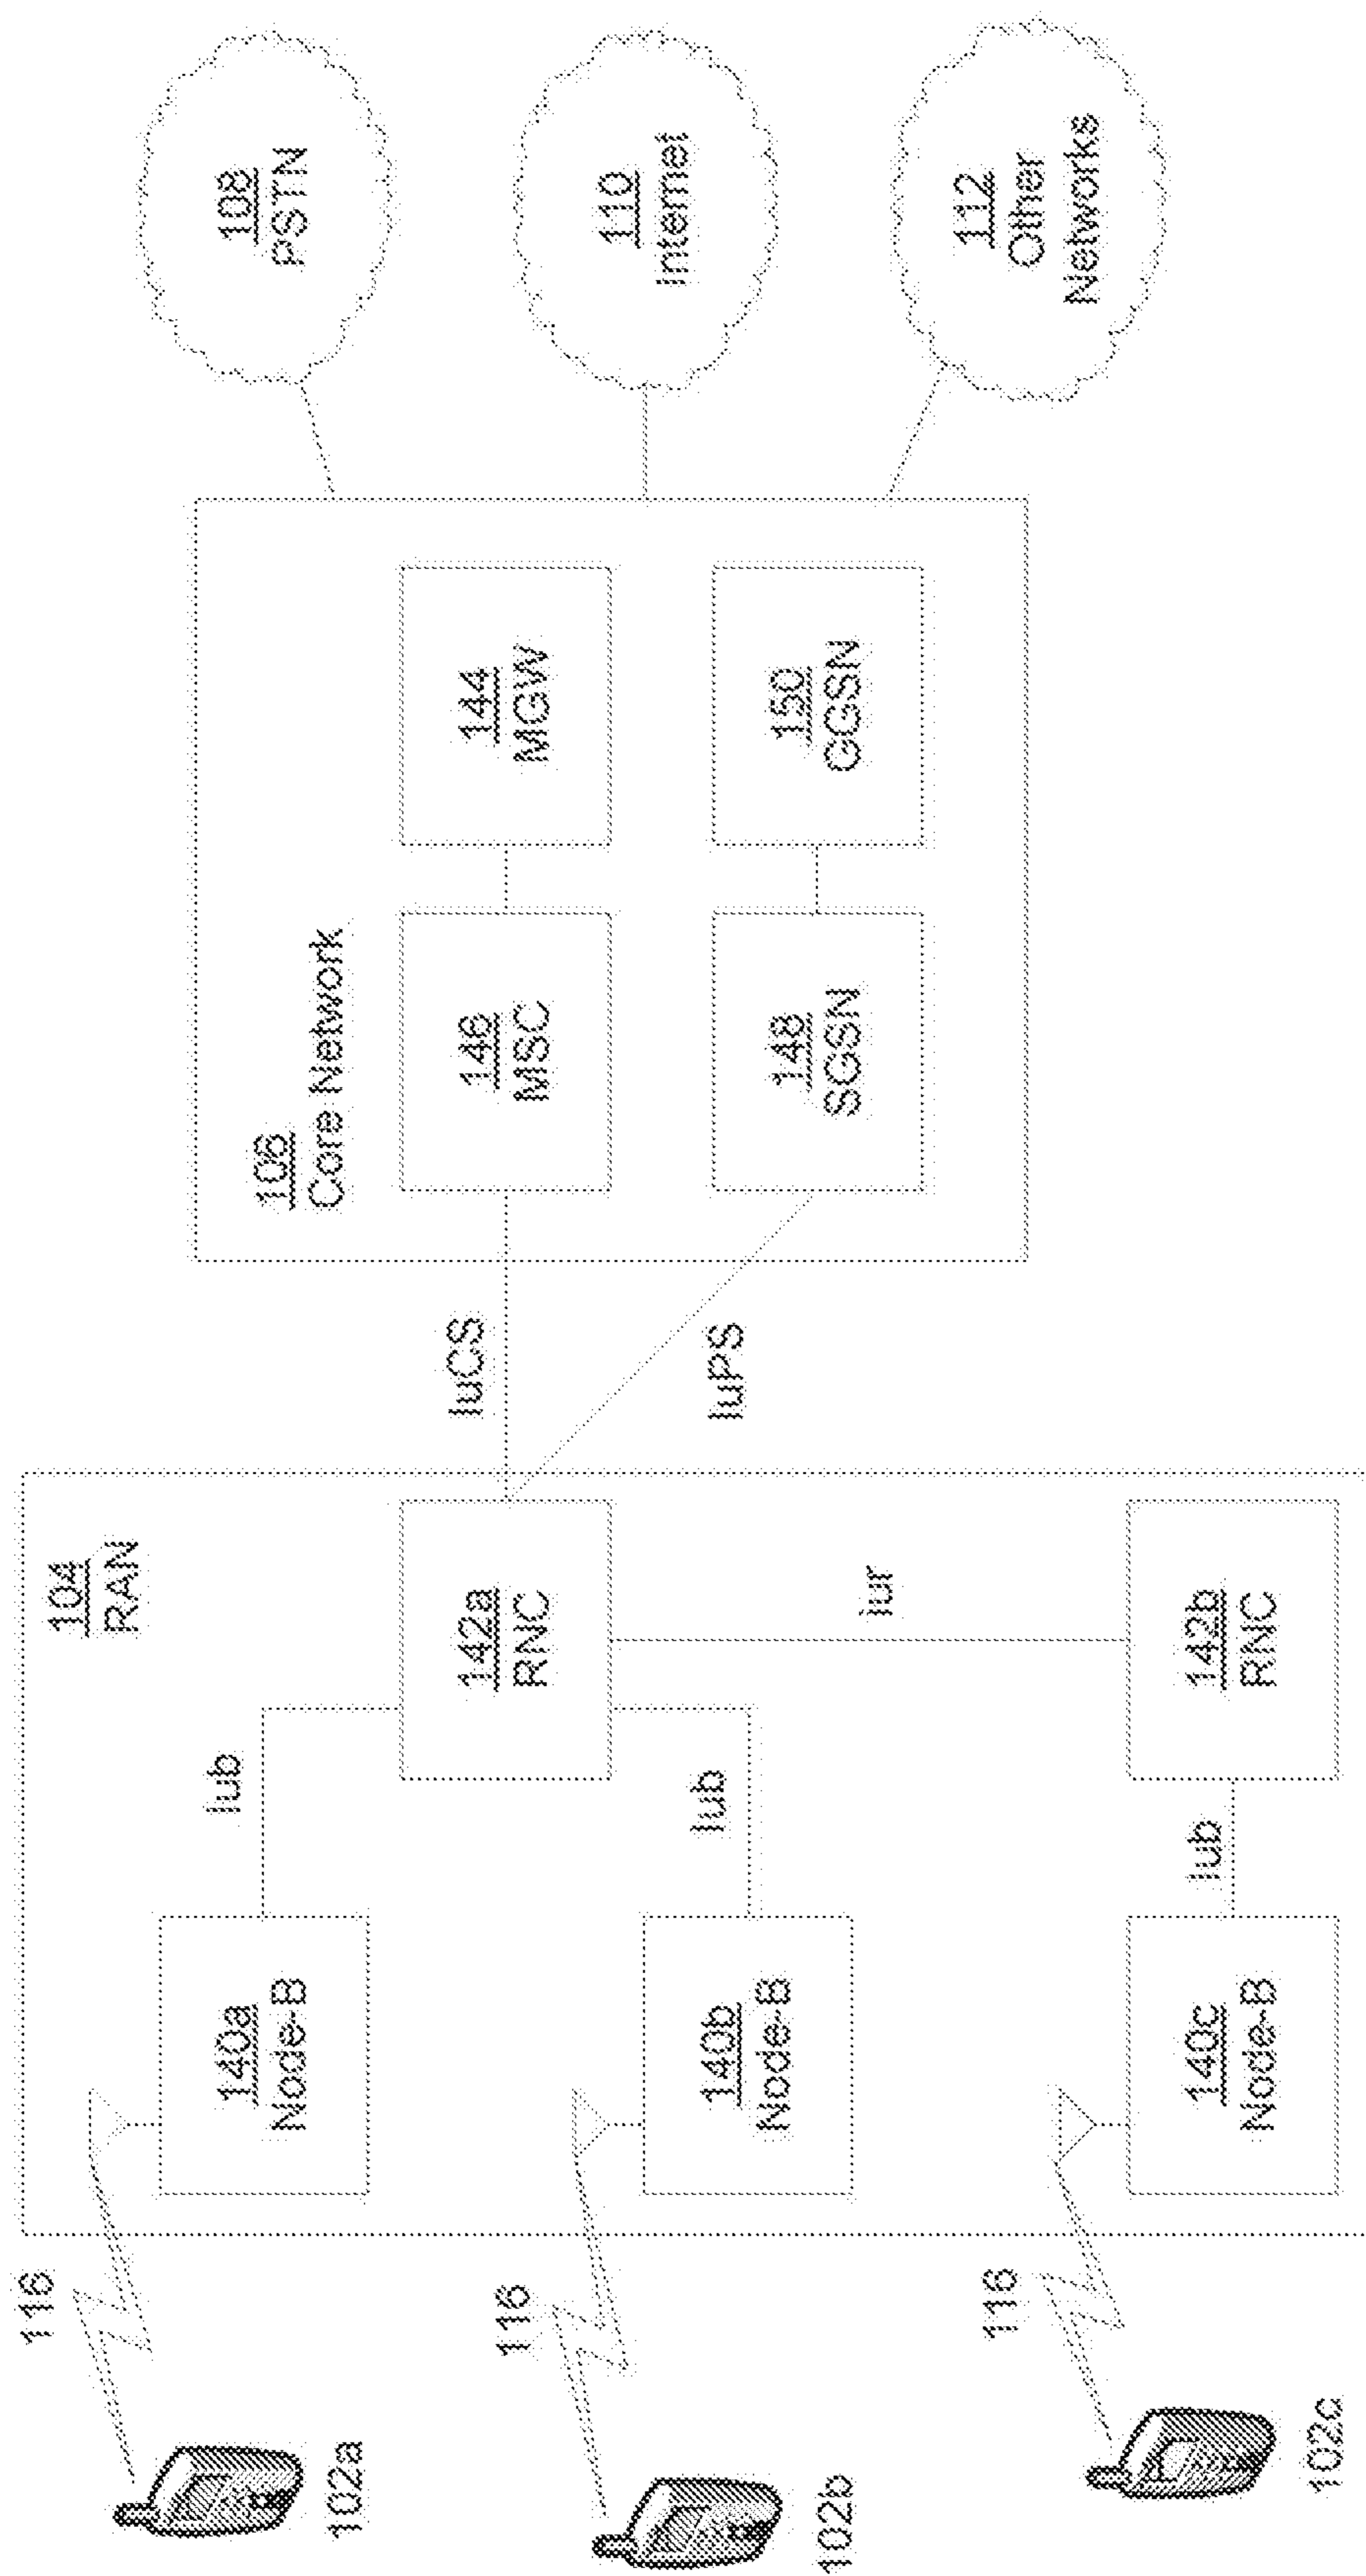 116
102a
104
RAN
140a
Node-B
Iub
142a
RNC
116
102b
140b
Node-B
Iub
iur
116
102c
140c
Node-B
Iub
142b
RNC
IuCS
IuPS
106
Core Network
146
MSC
144
MGW
148
SGSN
150
GGSN
108
PSTN
110
Internet
112
Other
Networks